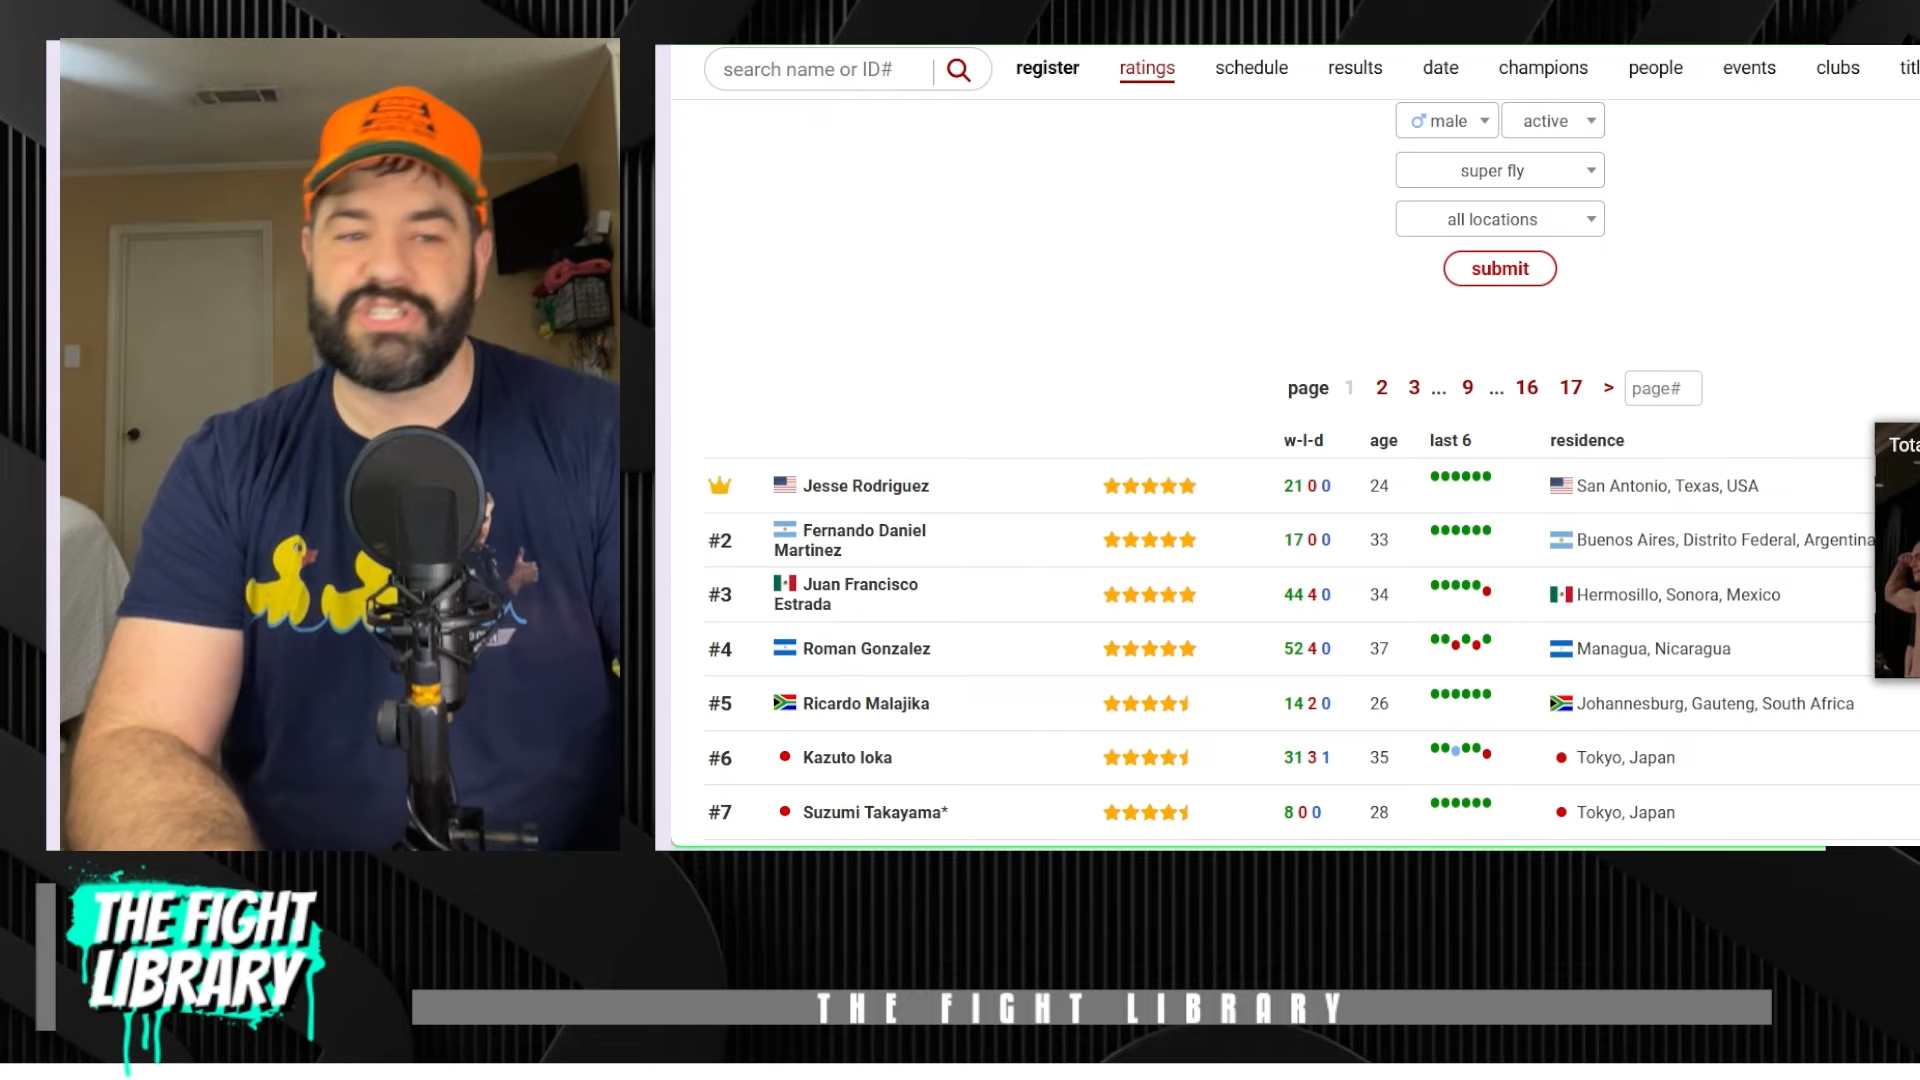 search name or ID#
register ratings schedule results date champions people events clubs titl
male active
super fly
all locations
submit
page 1 2 3 ... 9 ... 16 17 > page#
w-l-d age last 6 residence
Jesse Rodriguez 21 0 0 24 San Antonio, Texas, USA
#2 Fernando Daniel Martinez 17 0 0 33 Buenos Aires, Distrito Federal, Argentina
#3 Juan Francisco Estrada 44 4 0 34 Hermosillo, Sonora, Mexico
#4 Roman Gonzalez 52 4 0 37 Managua, Nicaragua
#5 Ricardo Malajika 14 2 0 26 Johannesburg, Gauteng, South Africa
#6 Kazuto Ioka 31 3 1 35 Tokyo, Japan
#7 Suzumi Takayama* 8 0 0 28 Tokyo, Japan
Tota
THE FIGHT
LIBRARY
THE FIGHT LIBRARY